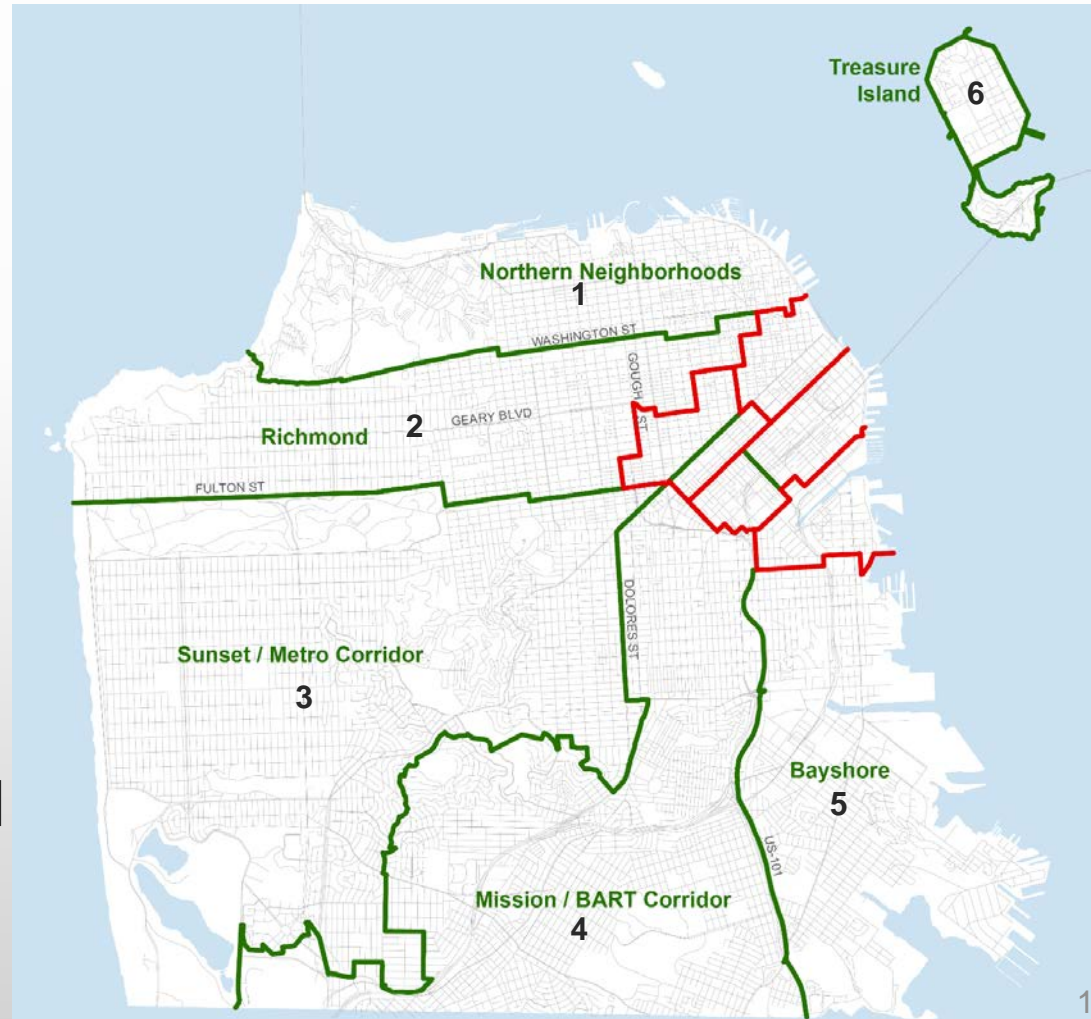 Treasure
Island
6
Northern Neighborhoods
1
WASHINGTON ST
GOUGH ST
2
GEARY BLVD
Richmond
FULTON ST
DOLORES ST
Sunset / Metro Corridor
3
Bayshore
5
US-101
Mission / BART Corridor
4
1